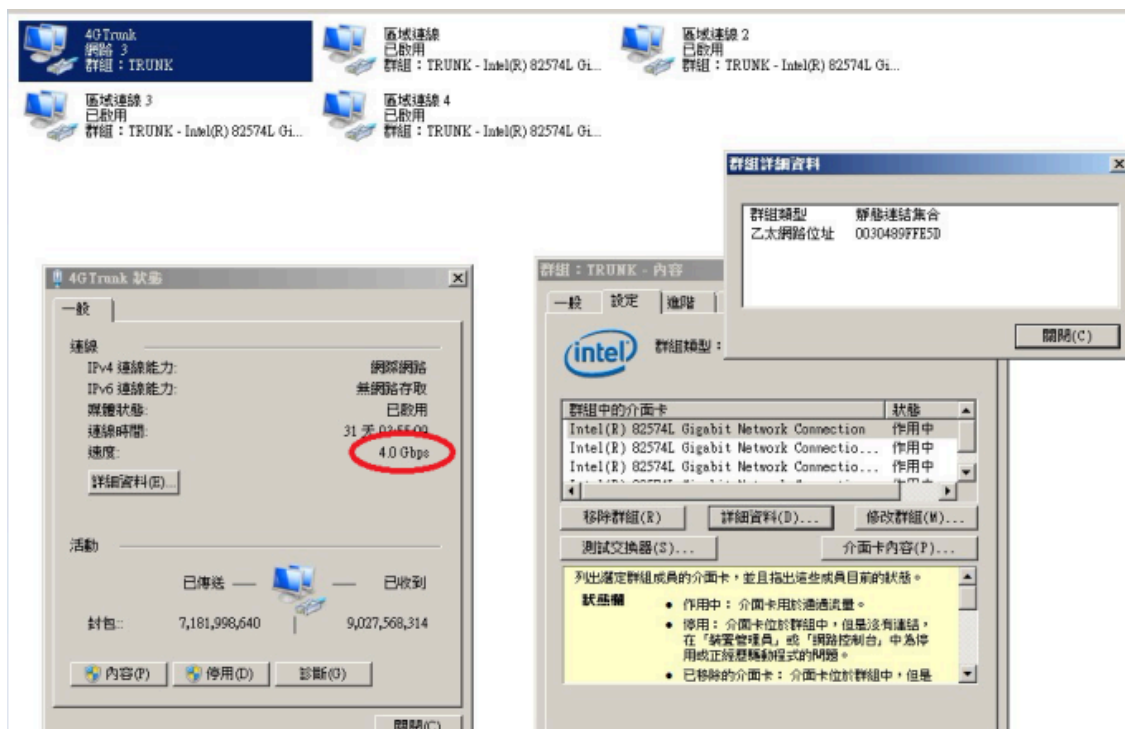 4GTrunk
網路 3
群組：TRUNK
區域連線
已啟用
群組：TRUNK - Intel(R) 82574L Gi...
區域連線 2
已啟用
群組：TRUNK - Intel(R) 82574L Gi...
區域連線 3
已啟用
群組：TRUNK - Intel(R) 82574L Gi...
區域連線 4
已啟用
群組：TRUNK - Intel(R) 82574L Gi...
群組詳細資料
群組類型 靜態連結集合
乙太網路位址 0030489FFE5D
關閉(C)
4GTrunk 狀態
一般
連線
IPv4 連線能力: 網際網路
IPv6 連線能力: 無網路存取
媒體狀態: 已啟用
連線時間: 31 天 03:55:09
速度: 4.0 Gbps
詳細資料(E)...
活動
已傳送 — — 已收到
封包: 7,181,998,640 | 9,027,568,314
內容(P)
停用(D)
診斷(G)
關閉(C)
群組：TRUNK - 內容
一般 設定 進階
intel
群組類型：
群組中的介面卡 狀態
Intel(R) 82574L Gigabit Network Connection 作用中
Intel(R) 82574L Gigabit Network Connectio... 作用中
Intel(R) 82574L Gigabit Network Connectio... 作用中
移除群組(R)
詳細資料(D)...
修改群組(M)...
測試交換器(S)...
介面卡內容(P)...
列出選定群組成員的介面卡，並且指出這些成員目前的狀態。
狀態欄
● 作用中： 介面卡用於通過流量。
● 停用： 介面卡位於群組中，但是沒有連結，
在「裝置管理員」或「網路控制台」中為停
用或正經歷驅動程式的問題。
● 已移除的介面卡： 介面卡位於群組中，但是